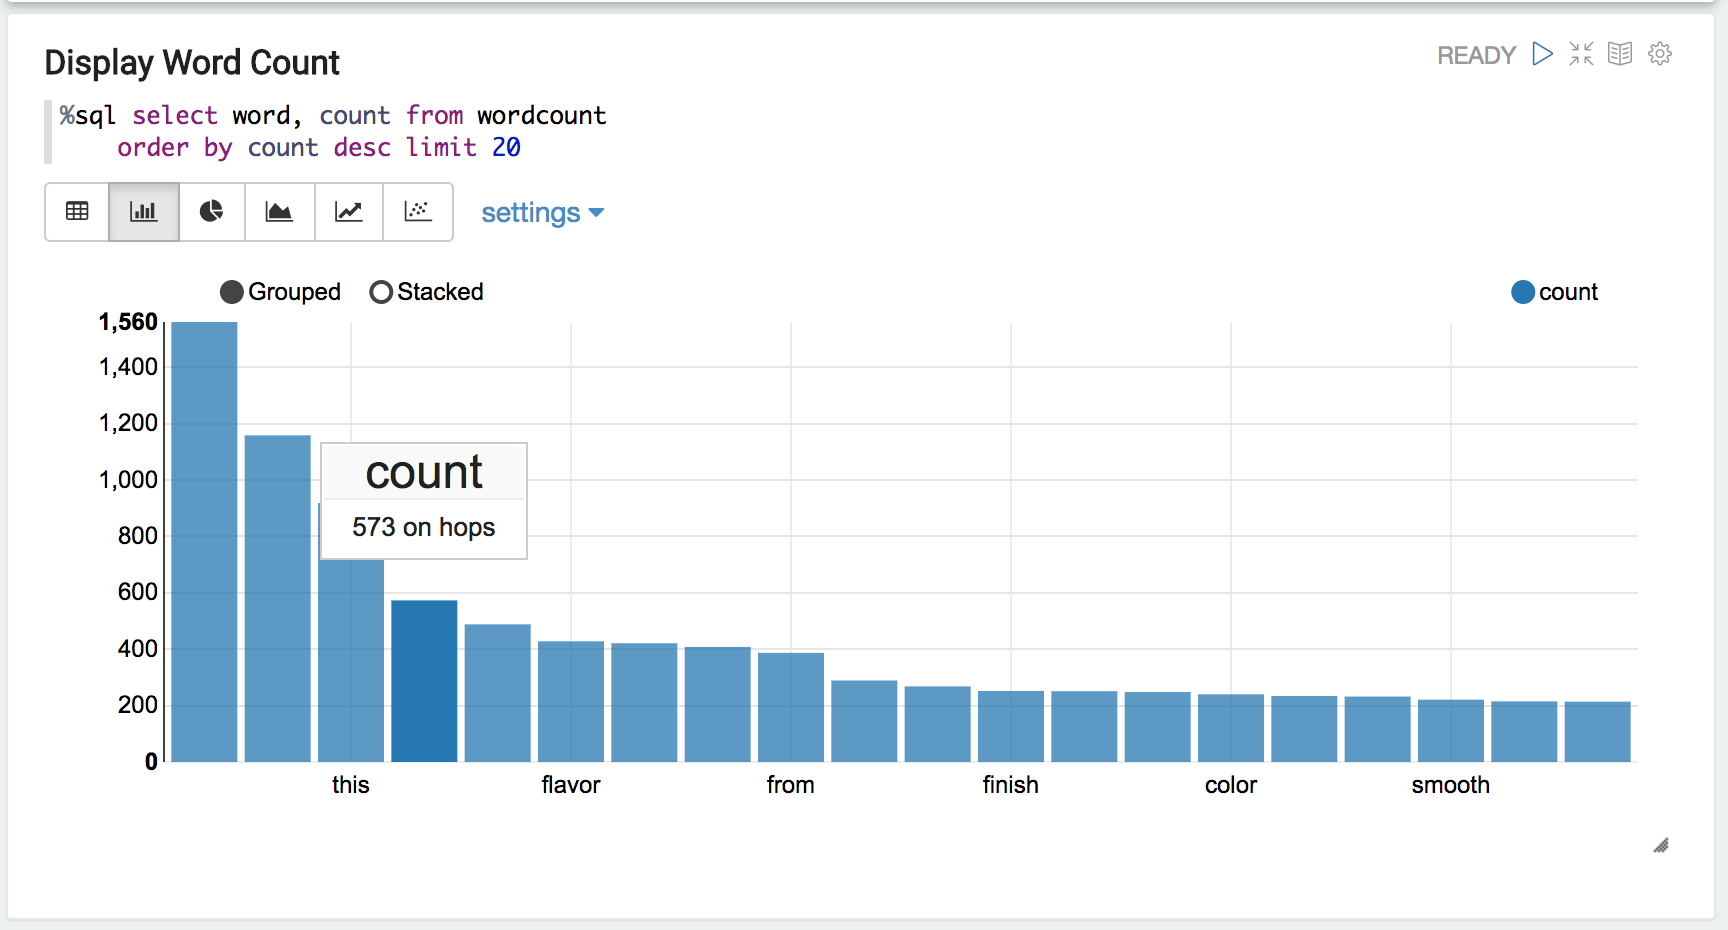 Display Word Count
READY
%sql select word, count from wordcount
order by count desc limit 20
settings
Grouped
Stacked
count
1,560
1,400
1,200
1,000
800
600
400
200
0
count
573 on hops
this
flavor
from
finish
color
smooth